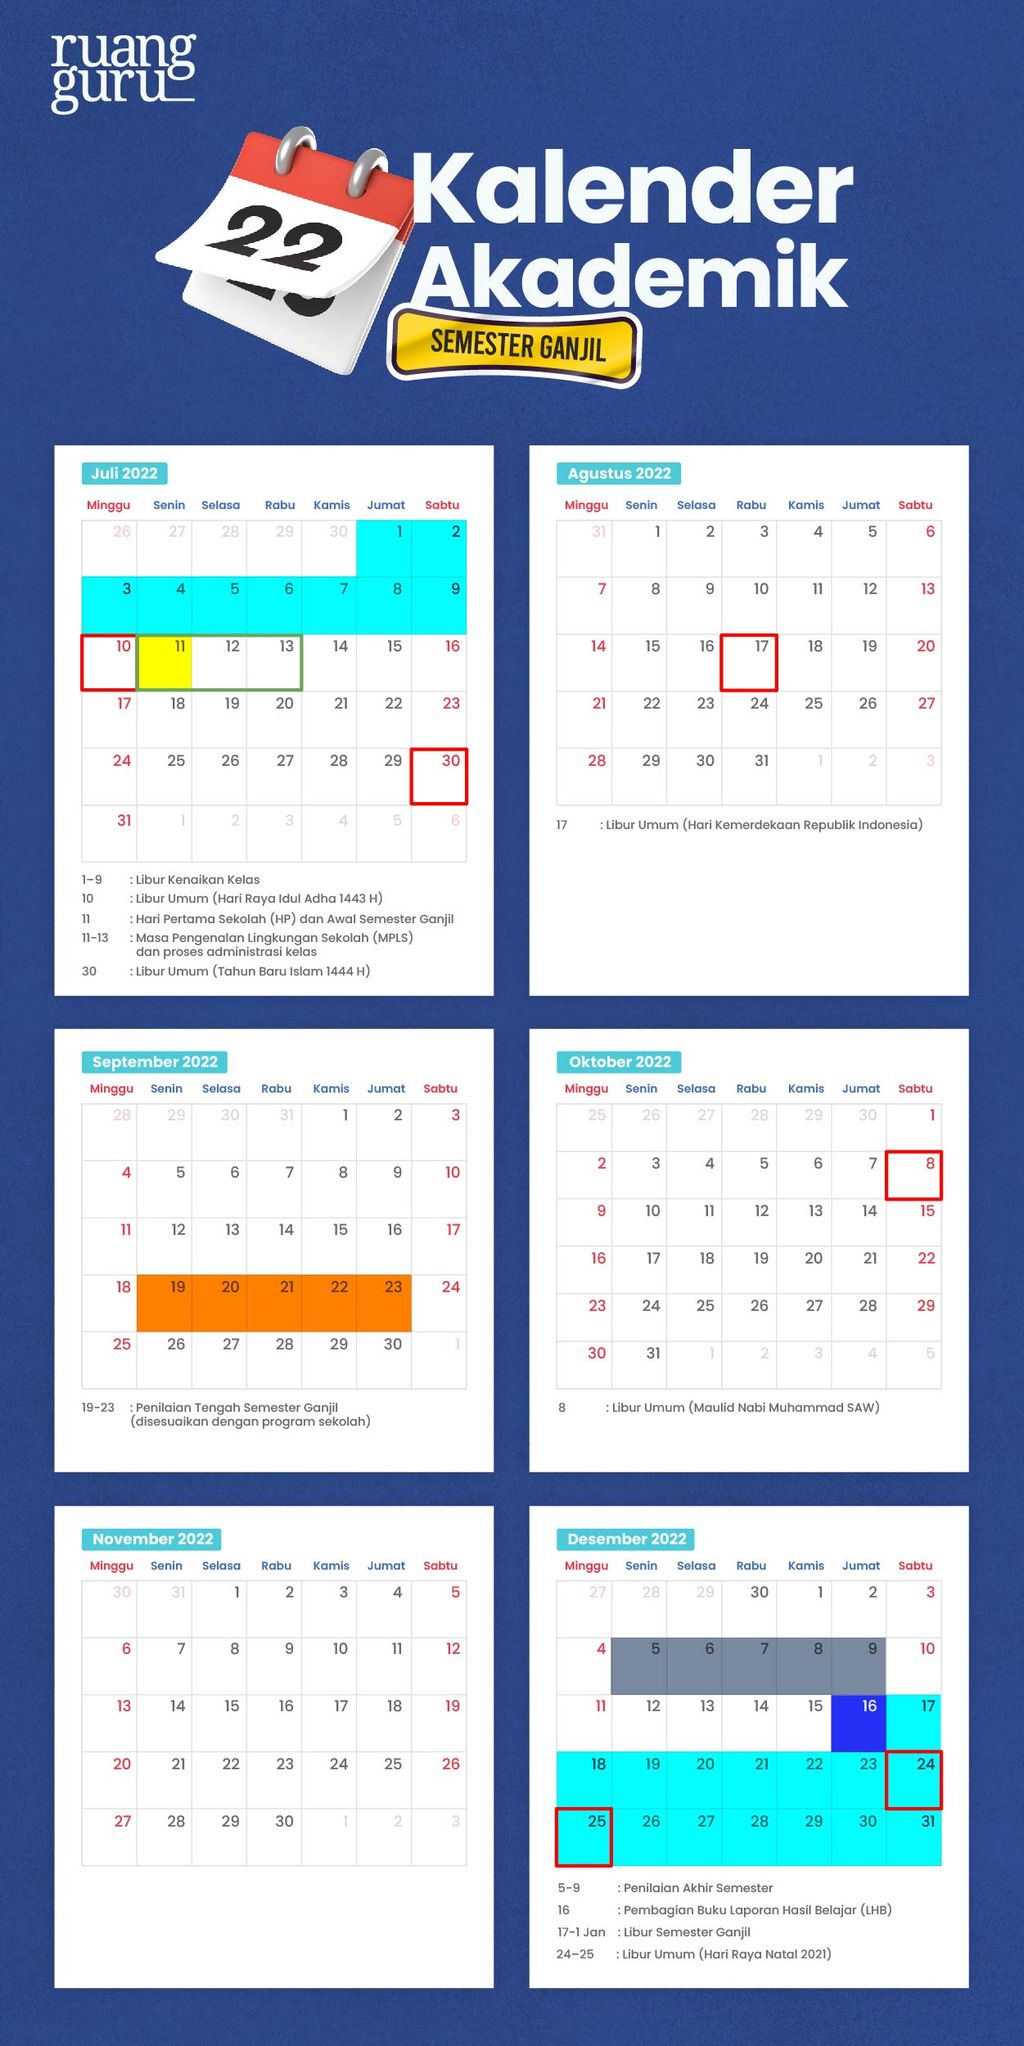 ruang
guru
22
23
Kalender
Akademik
SEMESTER GANJIL
Juli 2022
Minggu Senin Selasa Rabu Kamis Jumat Sabtu
26 27 28 29 30 1 2
3 4 5 6 7 8 9
10 11 12 13 14 15 16
17 18 19 20 21 22 23
24 25 26 27 28 29 30
31 1 2 3 4 5 6
1–9 : Libur Kenaikan Kelas
10 : Libur Umum (Hari Raya Idul Adha 1443 H)
11 : Hari Pertama Sekolah (HP) dan Awal Semester Ganjil
11-13 : Masa Pengenalan Lingkungan Sekolah (MPLS)
dan proses administrasi kelas
30 : Libur Umum (Tahun Baru Islam 1444 H)
Agustus 2022
Minggu Senin Selasa Rabu Kamis Jumat Sabtu
31 1 2 3 4 5 6
7 8 9 10 11 12 13
14 15 16 17 18 19 20
21 22 23 24 25 26 27
28 29 30 31 1 2 3
17 : Libur Umum (Hari Kemerdekaan Republik Indonesia)
September 2022
Minggu Senin Selasa Rabu Kamis Jumat Sabtu
28 29 30 31 1 2 3
4 5 6 7 8 9 10
11 12 13 14 15 16 17
18 19 20 21 22 23 24
25 26 27 28 29 30 1
19-23 : Penilaian Tengah Semester Ganjil
(disesuaikan dengan program sekolah)
Oktober 2022
Minggu Senin Selasa Rabu Kamis Jumat Sabtu
25 26 27 28 29 30 1
2 3 4 5 6 7 8
9 10 11 12 13 14 15
16 17 18 19 20 21 22
23 24 25 26 27 28 29
30 31 1 2 3 4 5
8 : Libur Umum (Maulid Nabi Muhammad SAW)
November 2022
Minggu Senin Selasa Rabu Kamis Jumat Sabtu
30 31 1 2 3 4 5
6 7 8 9 10 11 12
13 14 15 16 17 18 19
20 21 22 23 24 25 26
27 28 29 30 1 2 3
Desember 2022
Minggu Senin Selasa Rabu Kamis Jumat Sabtu
27 28 29 30 1 2 3
4 5 6 7 8 9 10
11 12 13 14 15 16 17
18 19 20 21 22 23 24
25 26 27 28 29 30 31
5-9 : Penilaian Akhir Semester
16 : Pembagian Buku Laporan Hasil Belajar (LHB)
17-1 Jan : Libur Semester Ganjil
24–25 : Libur Umum (Hari Raya Natal 2021)